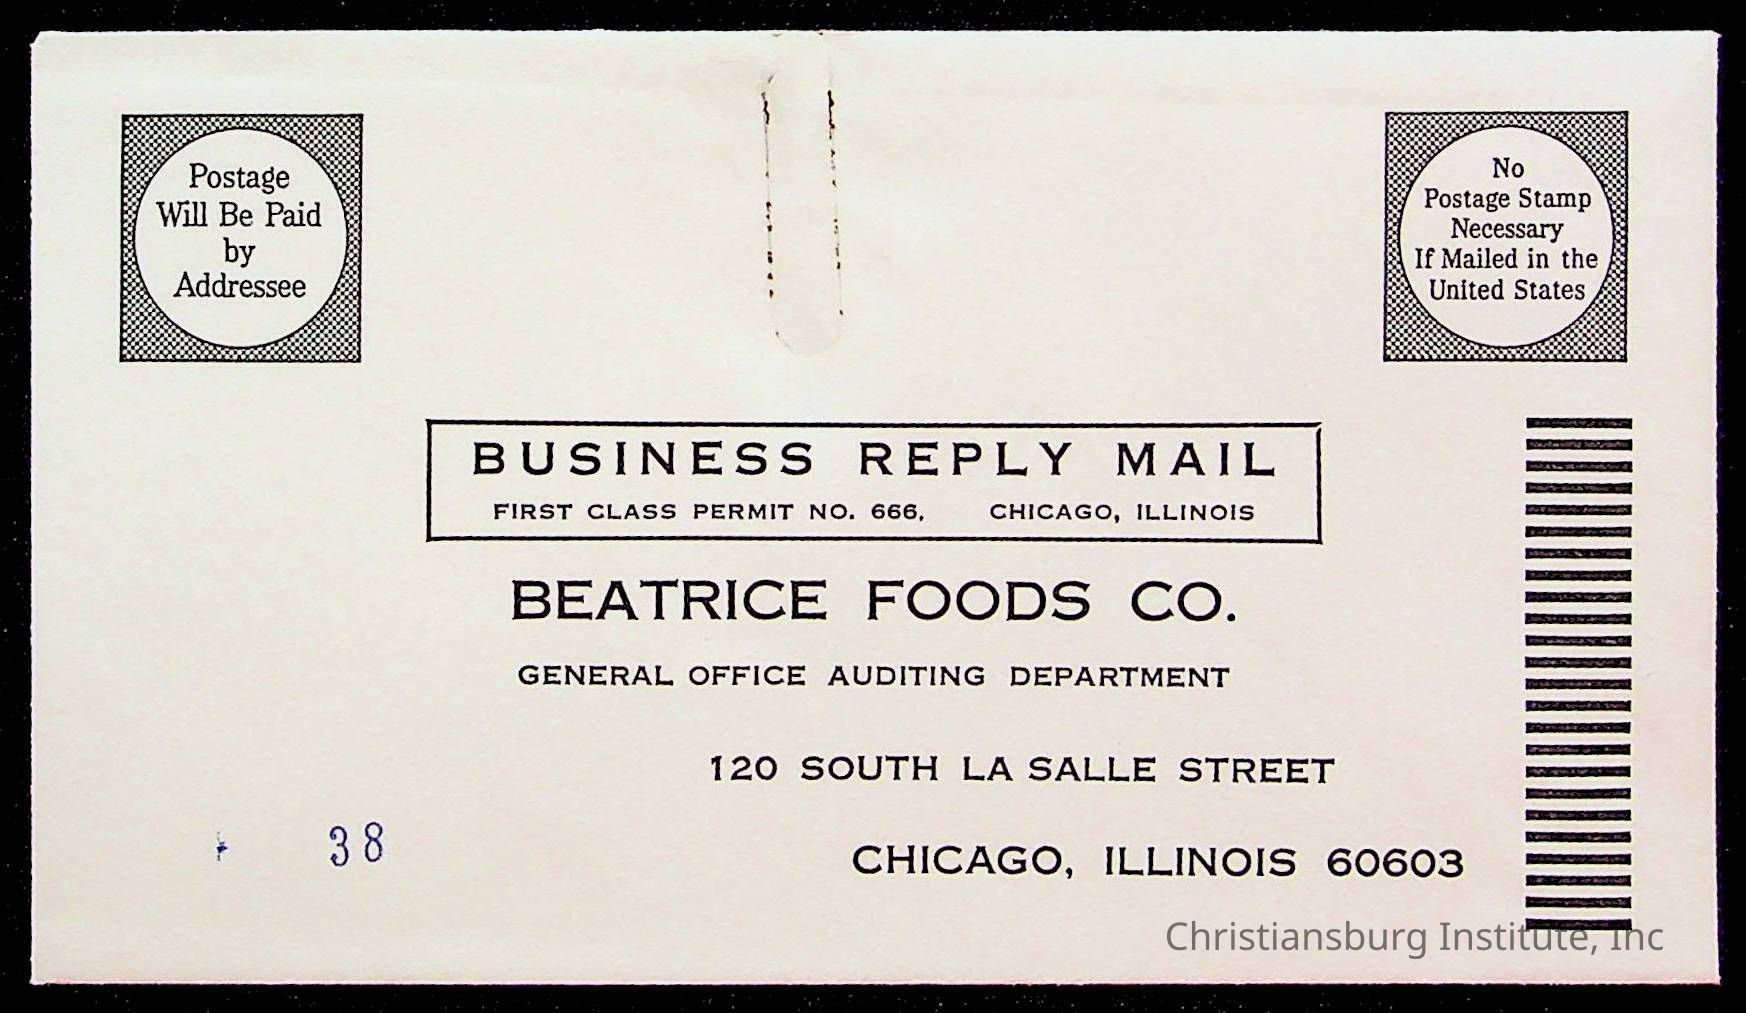 Postage
Will Be Paid
by
Addressee
No
Postage Stamp
Necessary
If Mailed in the
United States
BUSINESS REPLY MAIL
FIRST CLASS PERMIT NO. 666, CHICAGO, ILLINOIS
BEATRICE FOODS CO.
GENERAL OFFICE AUDITING DEPARTMENT
120 SOUTH LA SALLE STREET
38
CHICAGO, ILLINOIS 60603
Christiansburg Institute, Inc